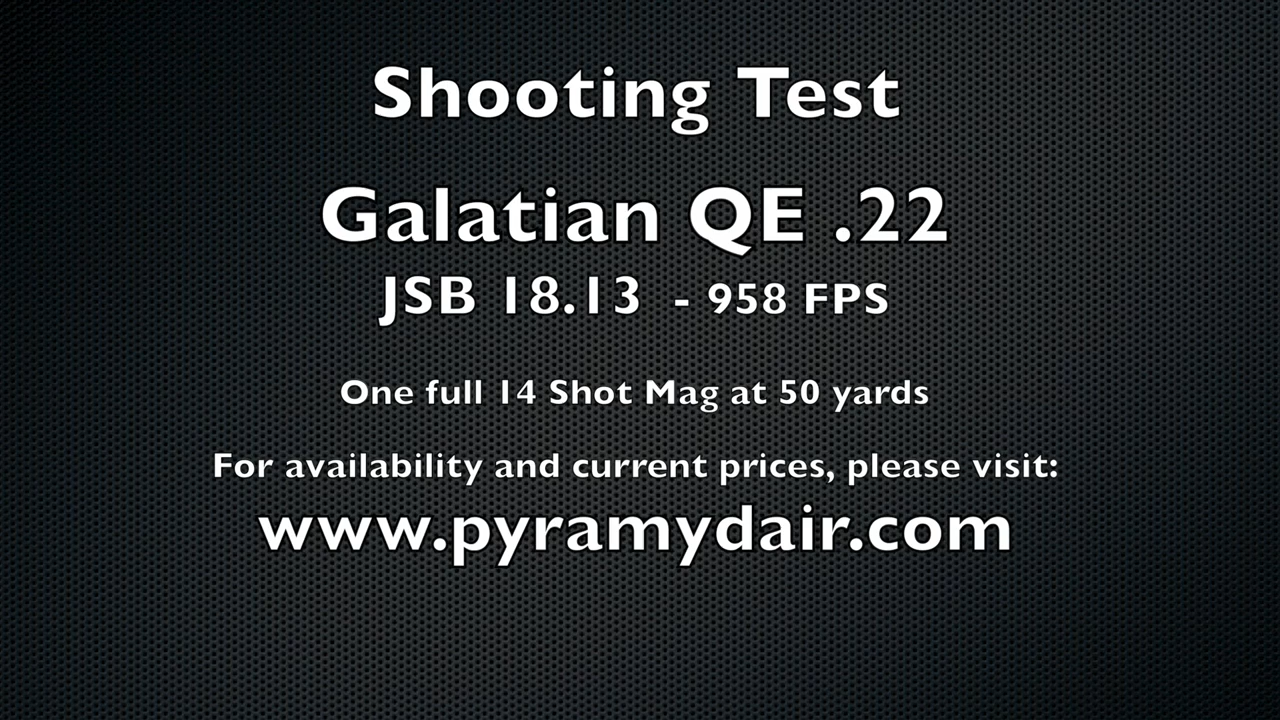 Shooting Test
Galatian QE .22
JSB 18.13 - 958 FPS
One full 14 Shot Mag at 50 yards
For availability and current prices, please visit:
www.pyramydair.com